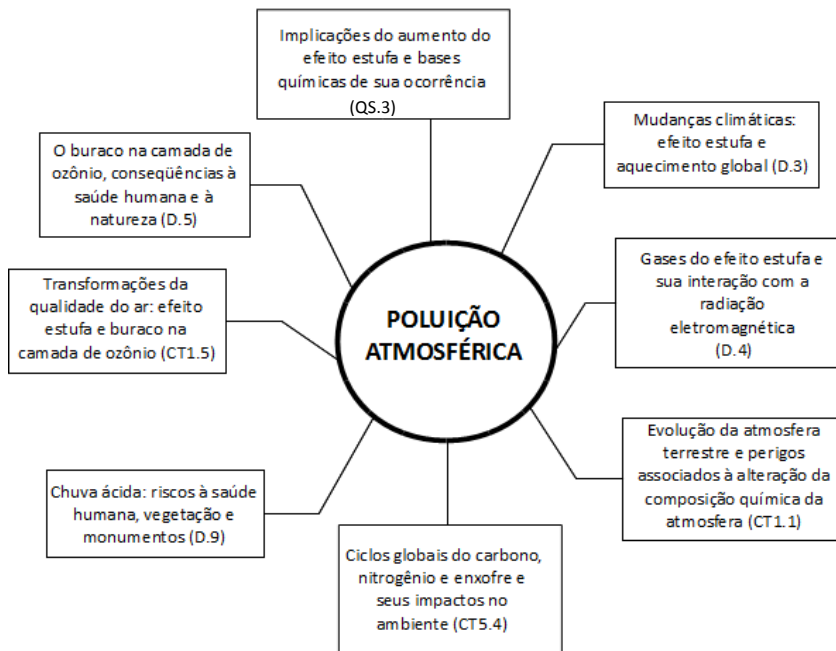 Implicações do aumento do
efeito estufa e bases
químicas de sua ocorrência
(QS.3)
Mudanças climáticas:
efeito estufa e
aquecimento global (D.3)
O buraco na camada de
ozônio, conseqüências à
saúde humana e à
natureza (D.5)
Gases do efeito estufa e
sua interação com a
radiação
eletromagnética
(D.4)
Transformações da
qualidade do ar: efeito
estufa e buraco na
camada de ozônio (CT1.5)
POLUIÇÃO
ATMOSFÉRICA
Evolução da atmosfera
terrestre e perigos
associados à alteração da
composição química da
atmosfera (CT1.1)
Chuva ácida: riscos à saúde
humana, vegetação e
monumentos (D.9)
Ciclos globais do carbono,
nitrogênio e enxofre e
seus impactos no
ambiente (CT5.4)